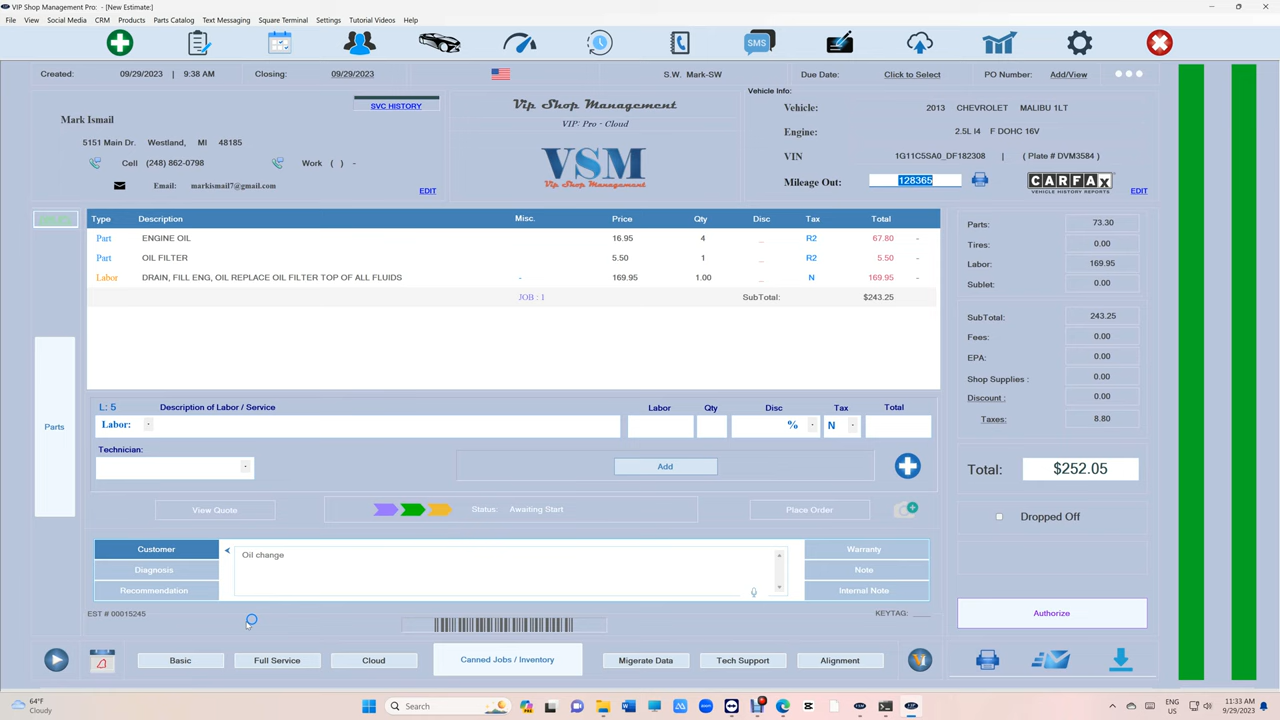 VIP Shop Management Pro: - [New Estimate:]
File View Social Media CRM Products Parts Catalog Text Messaging Square Terminal Settings Tutorial Videos Help
SMS
Created: 09/29/2023 | 9:38 AM Closing: 09/29/2023 S.W. Mark-SW Due Date: Click to Select PO Number: Add/View
SVC HISTORY
Mark Ismail
5151 Main Dr. Westland, MI 48185
Cell (248) 862-0798 Work ( ) -
Email: markismail7@gmail.com
EDIT
Vip Shop Management
VIP: Pro - Cloud
VSM
Vip Shop Management
Vehicle Info:
Vehicle: 2013 CHEVROLET MALIBU 1LT
Engine: 2.5L I4 F DOHC 16V
VIN 1G11C5SA0_DF182308 | ( Plate # DVM3584 )
Mileage Out: 128365
CARFAX
VEHICLE HISTORY REPORTS
EDIT
Type Description Misc. Price Qty Disc Tax Total
Part ENGINE OIL 16.95 4 _ R2 67.80 -
Part OIL FILTER 5.50 1 _ R2 5.50 -
Labor DRAIN, FILL ENG, OIL REPLACE OIL FILTER TOP OF ALL FLUIDS - 169.95 1.00 _ N 169.95 -
JOB : 1 SubTotal: $243.25
Parts: 73.30
Tires: 0.00
Labor: 169.95
Sublet: 0.00
SubTotal: 243.25
Fees: 0.00
EPA: 0.00
Shop Supplies : 0.00
Discount : 0.00
Taxes: 8.80
Total: $252.05
Dropped Off
Authorize
Parts
L: 5 Description of Labor / Service Labor Qty Disc Tax Total
Labor: % N
Technician:
Add
View Quote Status: Awaiting Start Place Order
Customer
Diagnosis
Recommendation
Oil change
Warranty
Note
Internal Note
EST # 00015245 KEYTAG: ___
Basic Full Service Cloud Canned Jobs / Inventory Migerate Data Tech Support Alignment
64°F
Cloudy
Search
ENG
US
11:33 AM
9/29/2023